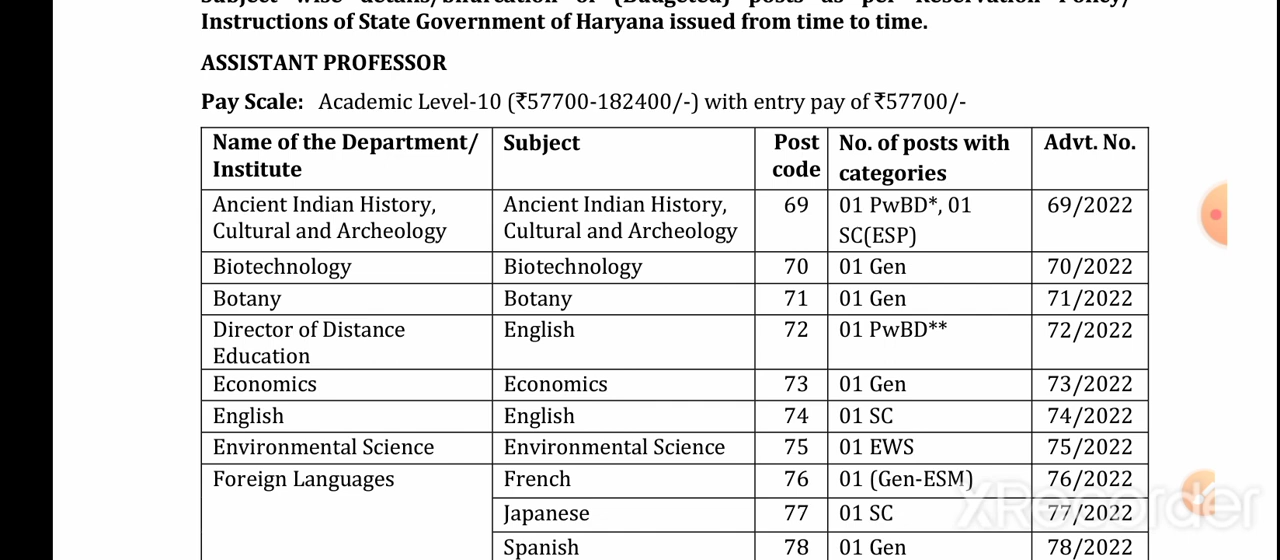 Instructions of State Government of Haryana issued from time to time.
ASSISTANT PROFESSOR
Pay Scale: Academic Level-10 (₹57700-182400/-) with entry pay of ₹57700/-
Name of the Department/ Institute | Subject | Post code | No. of posts with categories | Advt. No.
Ancient Indian History, Cultural and Archeology | Ancient Indian History, Cultural and Archeology | 69 | 01 PwBD*, 01 SC(ESP) | 69/2022
Biotechnology | Biotechnology | 70 | 01 Gen | 70/2022
Botany | Botany | 71 | 01 Gen | 71/2022
Director of Distance Education | English | 72 | 01 PwBD** | 72/2022
Economics | Economics | 73 | 01 Gen | 73/2022
English | English | 74 | 01 SC | 74/2022
Environmental Science | Environmental Science | 75 | 01 EWS | 75/2022
Foreign Languages | French | 76 | 01 (Gen-ESM) | 76/2022
Japanese | 77 | 01 SC | 77/2022
Spanish | 78 | 01 Gen | 78/2022
XRecorder